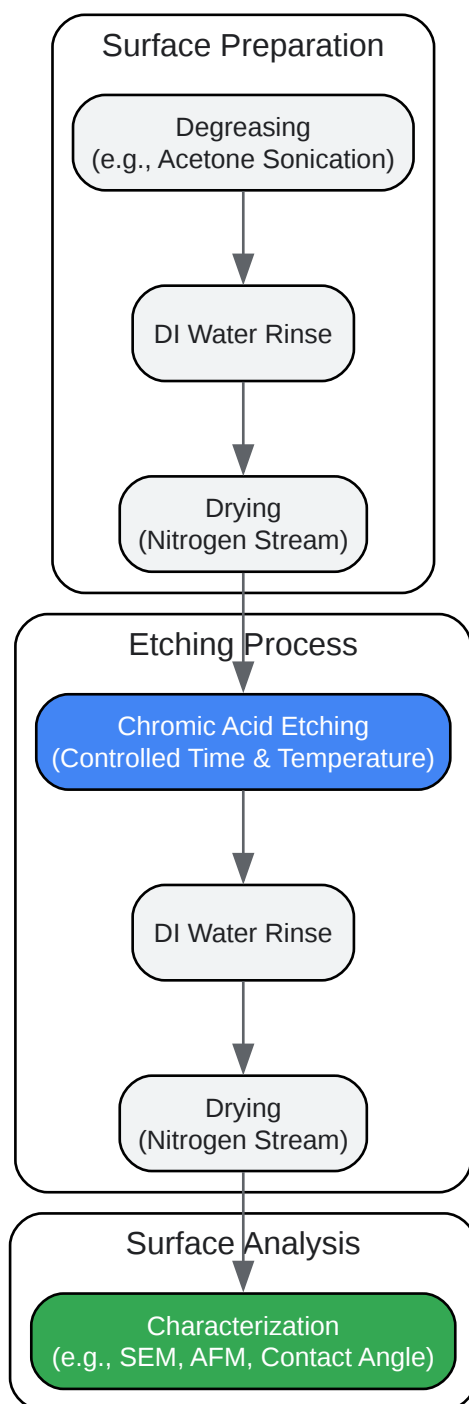 Surface Preparation
Degreasing
(e.g., Acetone Sonication)
DI Water Rinse
Drying
(Nitrogen Stream)
Etching Process
Chromic Acid Etching
(Controlled Time & Temperature)
DI Water Rinse
Drying
(Nitrogen Stream)
Surface Analysis
Characterization
(e.g., SEM, AFM, Contact Angle)